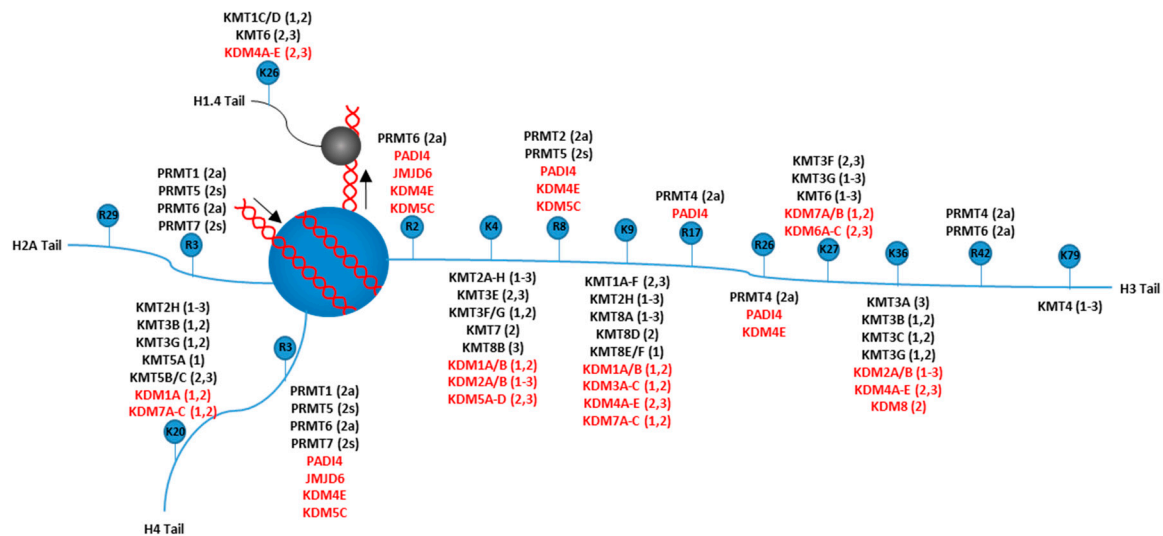 KMT1C/D (1,2)
KMT6 (2,3)
KDM4A-E (2,3)
K26
H1.4 Tail
PRMT1 (2a)
PRMT5 (2s)
PRMT6 (2a)
PRMT7 (2s)
R29
R3
H2A Tail
PRMT6 (2a)
PADI4
JMJD6
KDM4E
KDM5C
R2
K4
KMT2A-H (1-3)
KMT3E (2,3)
KMT3F/G (1,2)
KMT7 (2)
KMT8B (3)
KDM1A/B (1,2)
KDM2A/B (1-3)
KDM5A-D (2,3)
PRMT2 (2a)
PRMT5 (2s)
PADI4
KDM4E
KDM5C
R8
K9
KMT1A-F (2,3)
KMT2H (1-3)
KMT8A (1-3)
KMT8D (2)
KMT8E/F (1)
KDM1A/B (1,2)
KDM3A-C (1,2)
KDM4A-E (2,3)
KDM7A-C (1,2)
PRMT4 (2a)
PADI4
R17
R26
PRMT4 (2a)
PADI4
KDM4E
KMT3F (2,3)
KMT3G (1-3)
KMT6 (1-3)
KDM7A/B (1,2)
KDM6A-C (2,3)
K27
K36
KMT3A (3)
KMT3B (1,2)
KMT3C (1,2)
KMT3G (1,2)
KDM2A/B (1-3)
KDM4A-E (2,3)
KDM8 (2)
PRMT4 (2a)
PRMT6 (2a)
R42
K79
KMT4 (1-3)
H3 Tail
KMT2H (1-3)
KMT3B (1,2)
KMT3G (1,2)
KMT5A (1)
KMT5B/C (2,3)
KDM1A (1,2)
KDM7A-C (1,2)
K20
R3
PRMT1 (2a)
PRMT5 (2s)
PRMT6 (2a)
PRMT7 (2s)
PADI4
JMJD6
KDM4E
KDM5C
H4 Tail